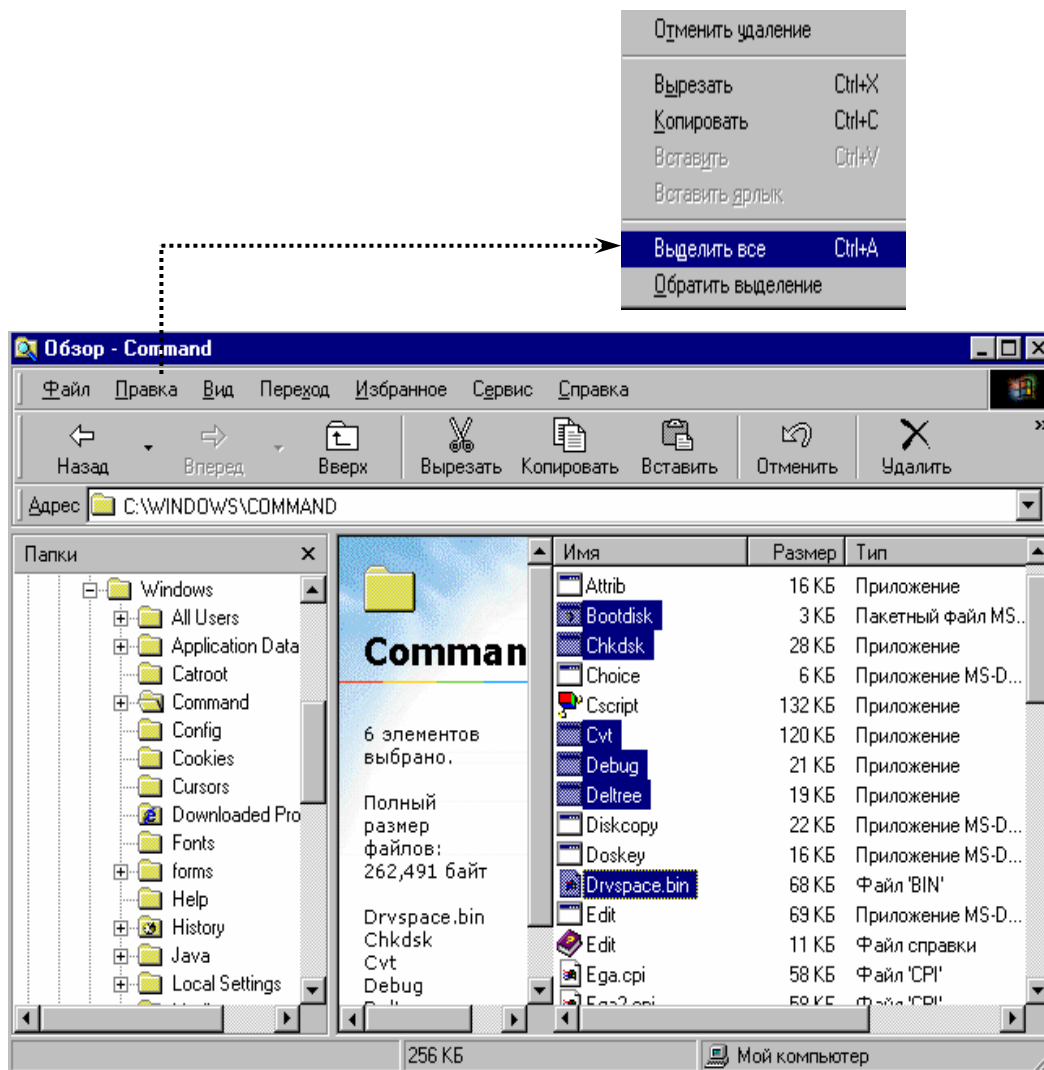 Отменить удаление
Вырезать Ctrl+X
Копировать Ctrl+C
Вставить Ctrl+V
Вставить ярлык
Выделить все Ctrl+A
Обратить выделение
Обзор - Command
Файл Правка Вид Переход Избранное Сервис Справка
Назад Вперед Вверх Вырезать Копировать Вставить Отменить Удалить
Адрес C:\WINDOWS\COMMAND
Папки
Windows
All Users
Application Data
Catroot
Command
Config
Cookies
Cursors
Downloaded Pro
Fonts
forms
Help
History
Java
Local Settings
Comman
6 элементов
выбрано.
Полный
размер
файлов:
262,491 байт
Drvspace.bin
Chkdsk
Cvt
Debug
Имя Размер Тип
Attrib 16 КБ Приложение
Bootdisk 3 КБ Пакетный файл MS...
Chkdsk 28 КБ Приложение
Choice 6 КБ Приложение MS-D...
Cscript 132 КБ Приложение
Cvt 120 КБ Приложение
Debug 21 КБ Приложение
Deltree 19 КБ Приложение
Diskcopy 22 КБ Приложение MS-D...
Doskey 16 КБ Приложение MS-D...
Drvspace.bin 68 КБ Файл 'BIN'
Edit 69 КБ Приложение MS-D...
Edit 11 КБ Файл справки
Ega.cpi 58 КБ Файл 'CPI'
Ega2.cpi 58 КБ Файл 'CPI'
256 КБ Мой компьютер